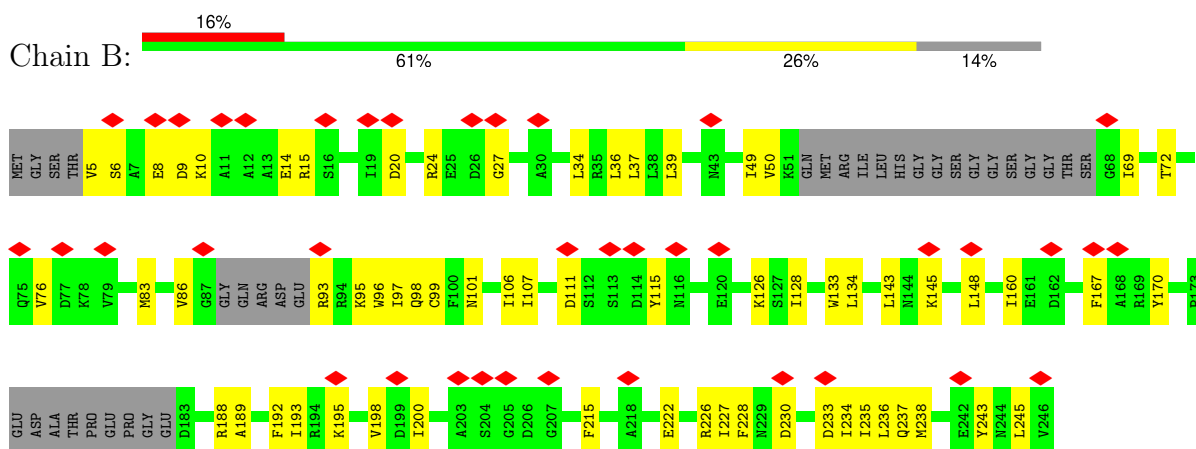 16%
Chain B:
61% 26% 14%
MET GLY SER THR V5 S6 A7 E8 D9 K10 A11 A12 A13 E14 R15 S16 I19 D20 R24 E25 D26 G27 A30 L34 R35 L36 L37 L38 L39 N43 I49 V50 K51 GLN MET ARG ILE LEU HIS GLY GLY SER GLY GLY SER GLY GLY THR SER G68 I69 T72
Q75 V76 D77 K78 V79 M83 V86 G87 GLY GLN ARG ASP GLU R93 R94 K95 W96 I97 Q98 C99 F100 N101 I106 I107 D111 S112 S113 D114 Y115 N116 E120 K126 S127 I128 W133 L134 L143 N144 K145 L148 I160 E161 D162 F167 A168 R169 Y170
GLU ASP ALA THR PRO GLU PRO GLY GLU D183 R188 A189 F192 I193 R194 K195 V198 D199 I200 A203 S204 G205 D206 G207 F215 A218 E222 R226 I227 F228 N229 D230 D233 I234 I235 L236 Q237 M238 E242 Y243 N244 L245 V246